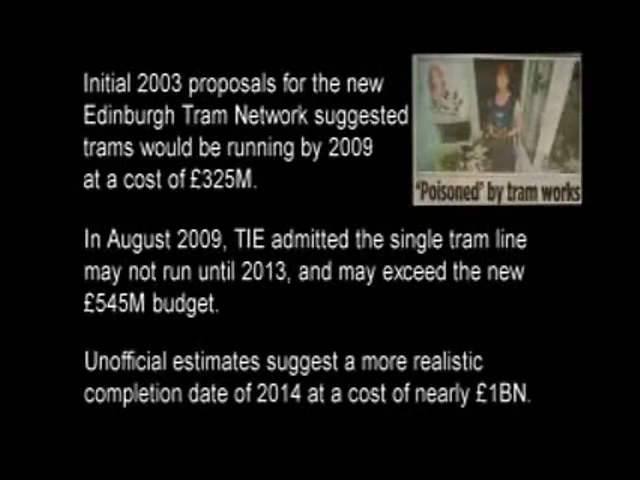 Initial 2003 proposals for the new
Edinburgh Tram Network suggested
trams would be running by 2009
at a cost of £325M.
"Poisoned" by tram works
In August 2009, TIE admitted the single tram line
may not run until 2013, and may exceed the new
£545M budget.
Unofficial estimates suggest a more realistic
completion date of 2014 at a cost of nearly £1BN.